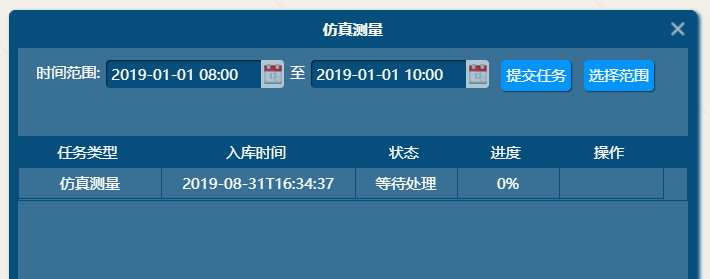 仿真测量
时间范围: 2019-01-01 08:00 至 2019-01-01 10:00 提交任务 选择范围
任务类型 入库时间 状态 进度 操作
仿真测量 2019-08-31T16:34:37 等待处理 0%